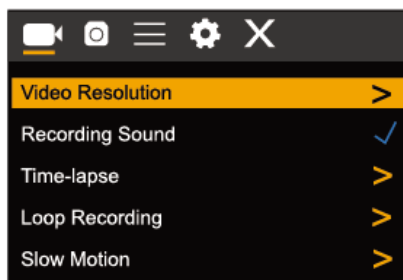 Video Resolution >
Recording Sound
Time-lapse >
Loop Recording >
Slow Motion >